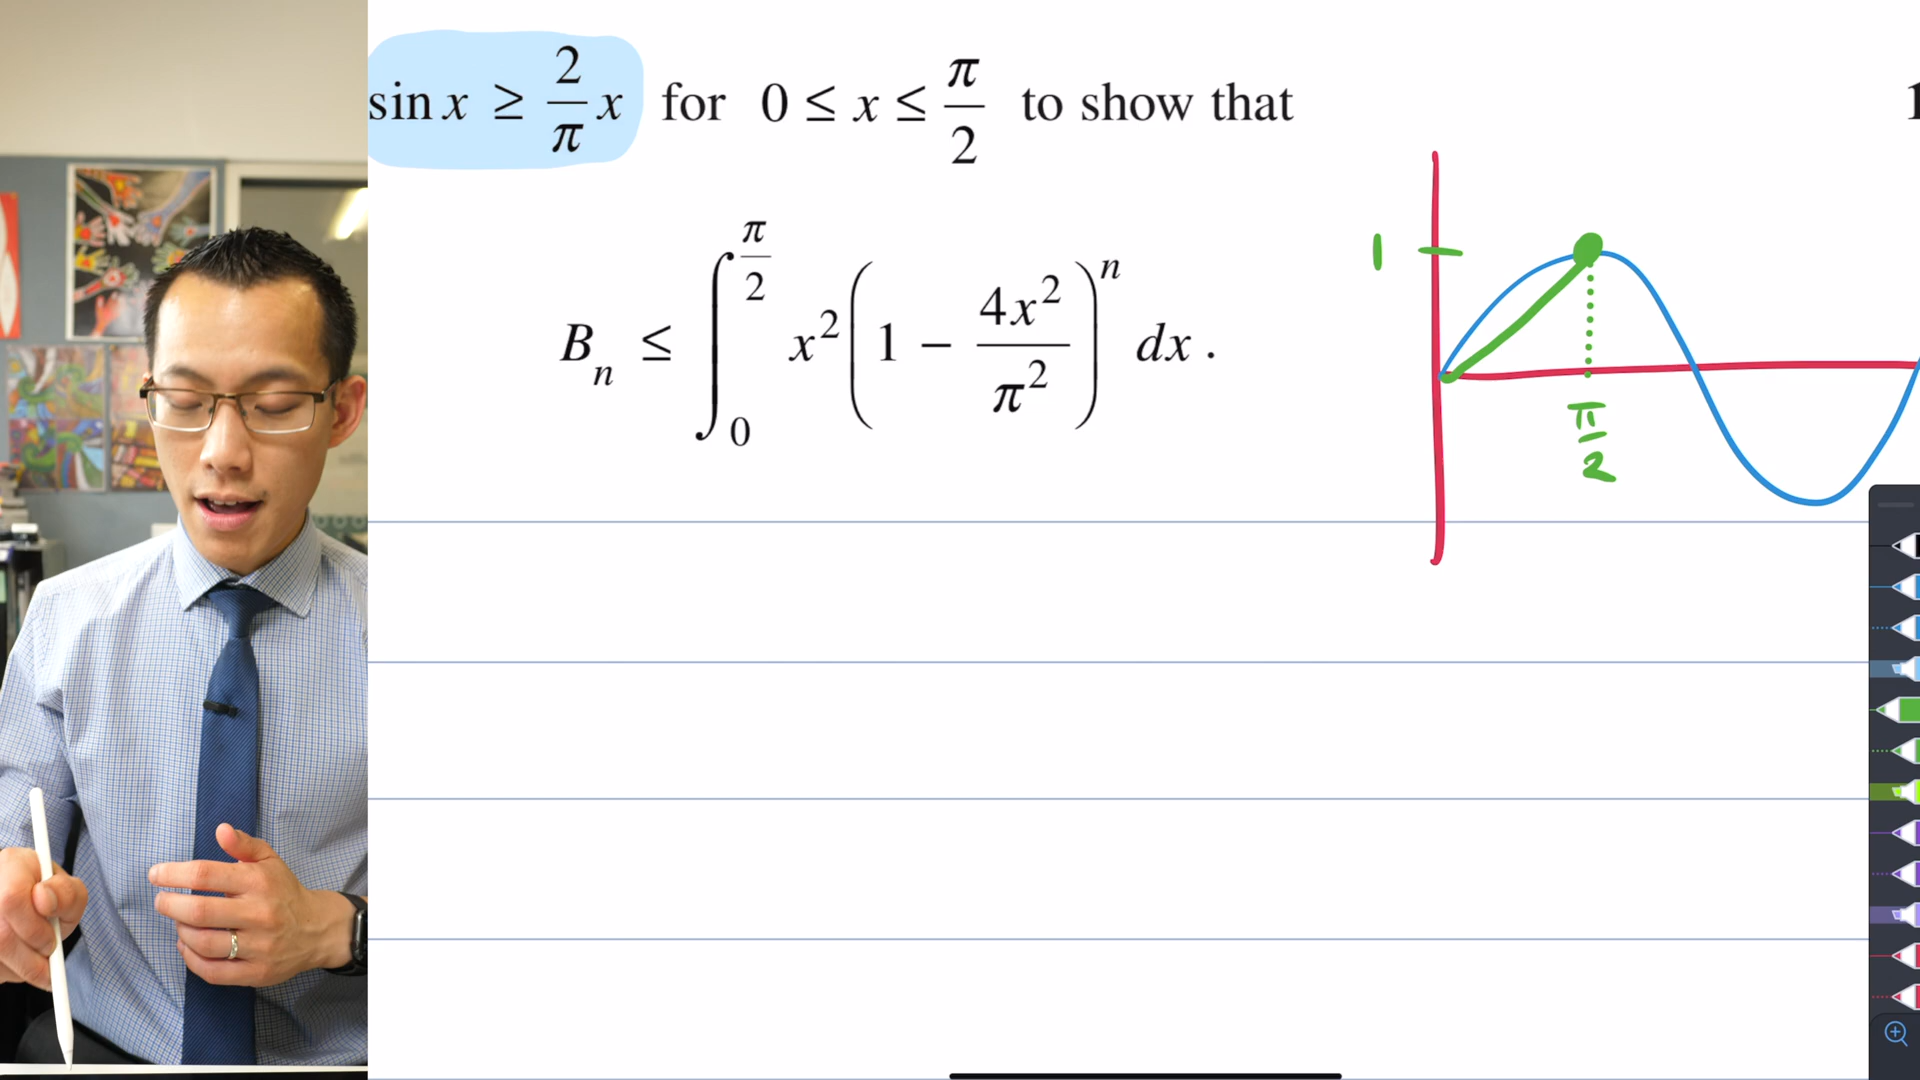 sin x ≥ 2/π x for 0 ≤ x ≤ π/2 to show that
1
B_n ≤ ∫_0^{π/2} x^2 (1 − 4x^2/π^2)^n dx .
1
π/2